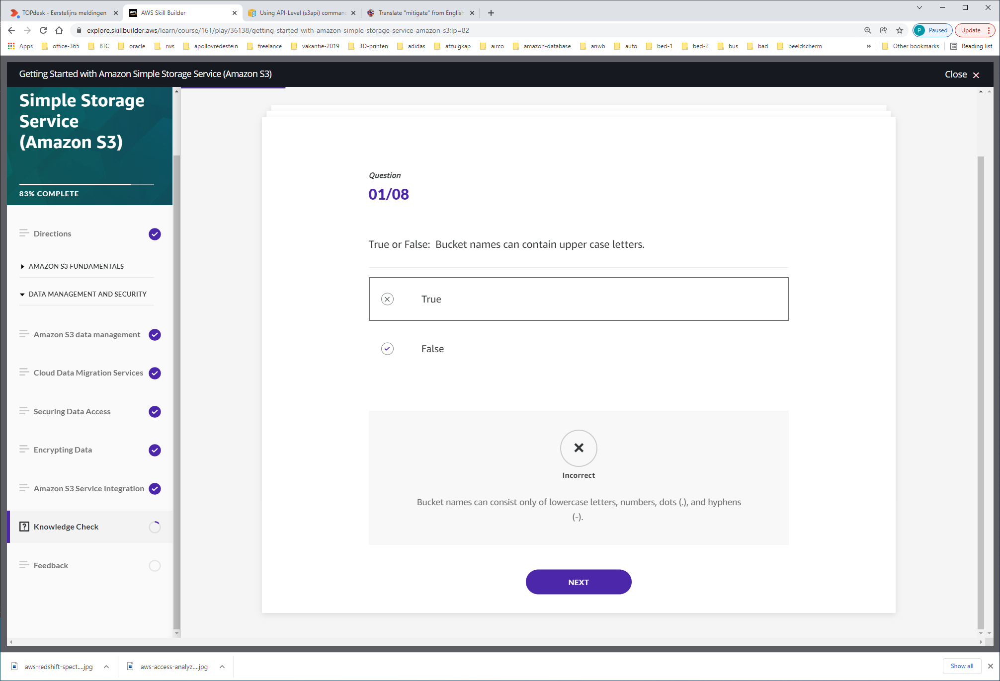 TOPdesk - Eerstelijns meldingen
aws
AWS Skill Builder
Using API-Level (s3api) comman
Translate "mitigate" from English
explore.skillbuilder.aws/learn/course/161/play/36138/getting-started-with-amazon-simple-storage-service-amazon-s3;lp=82
P Paused
Update
Apps office-365 BTC oracle rws apollovredestein freelance vakantie-2019 3D-printen adidas afzuigkap airco amazon-database anwb auto bed-1 bed-2 bus bad beeldscherm » Other bookmarks Reading list
Getting Started with Amazon Simple Storage Service (Amazon S3)
Close
Simple Storage
Service
(Amazon S3)
83% COMPLETE
Directions
AMAZON S3 FUNDAMENTALS
DATA MANAGEMENT AND SECURITY
Amazon S3 data management
Cloud Data Migration Services
Securing Data Access
Encrypting Data
Amazon S3 Service Integration
? Knowledge Check
Feedback
Question
01/08
True or False:  Bucket names can contain upper case letters.
True
False
Incorrect
Bucket names can consist only of lowercase letters, numbers, dots (.), and hyphens
(-).
NEXT
aws-redshift-spect....jpg
aws-access-analyz....jpg
Show all